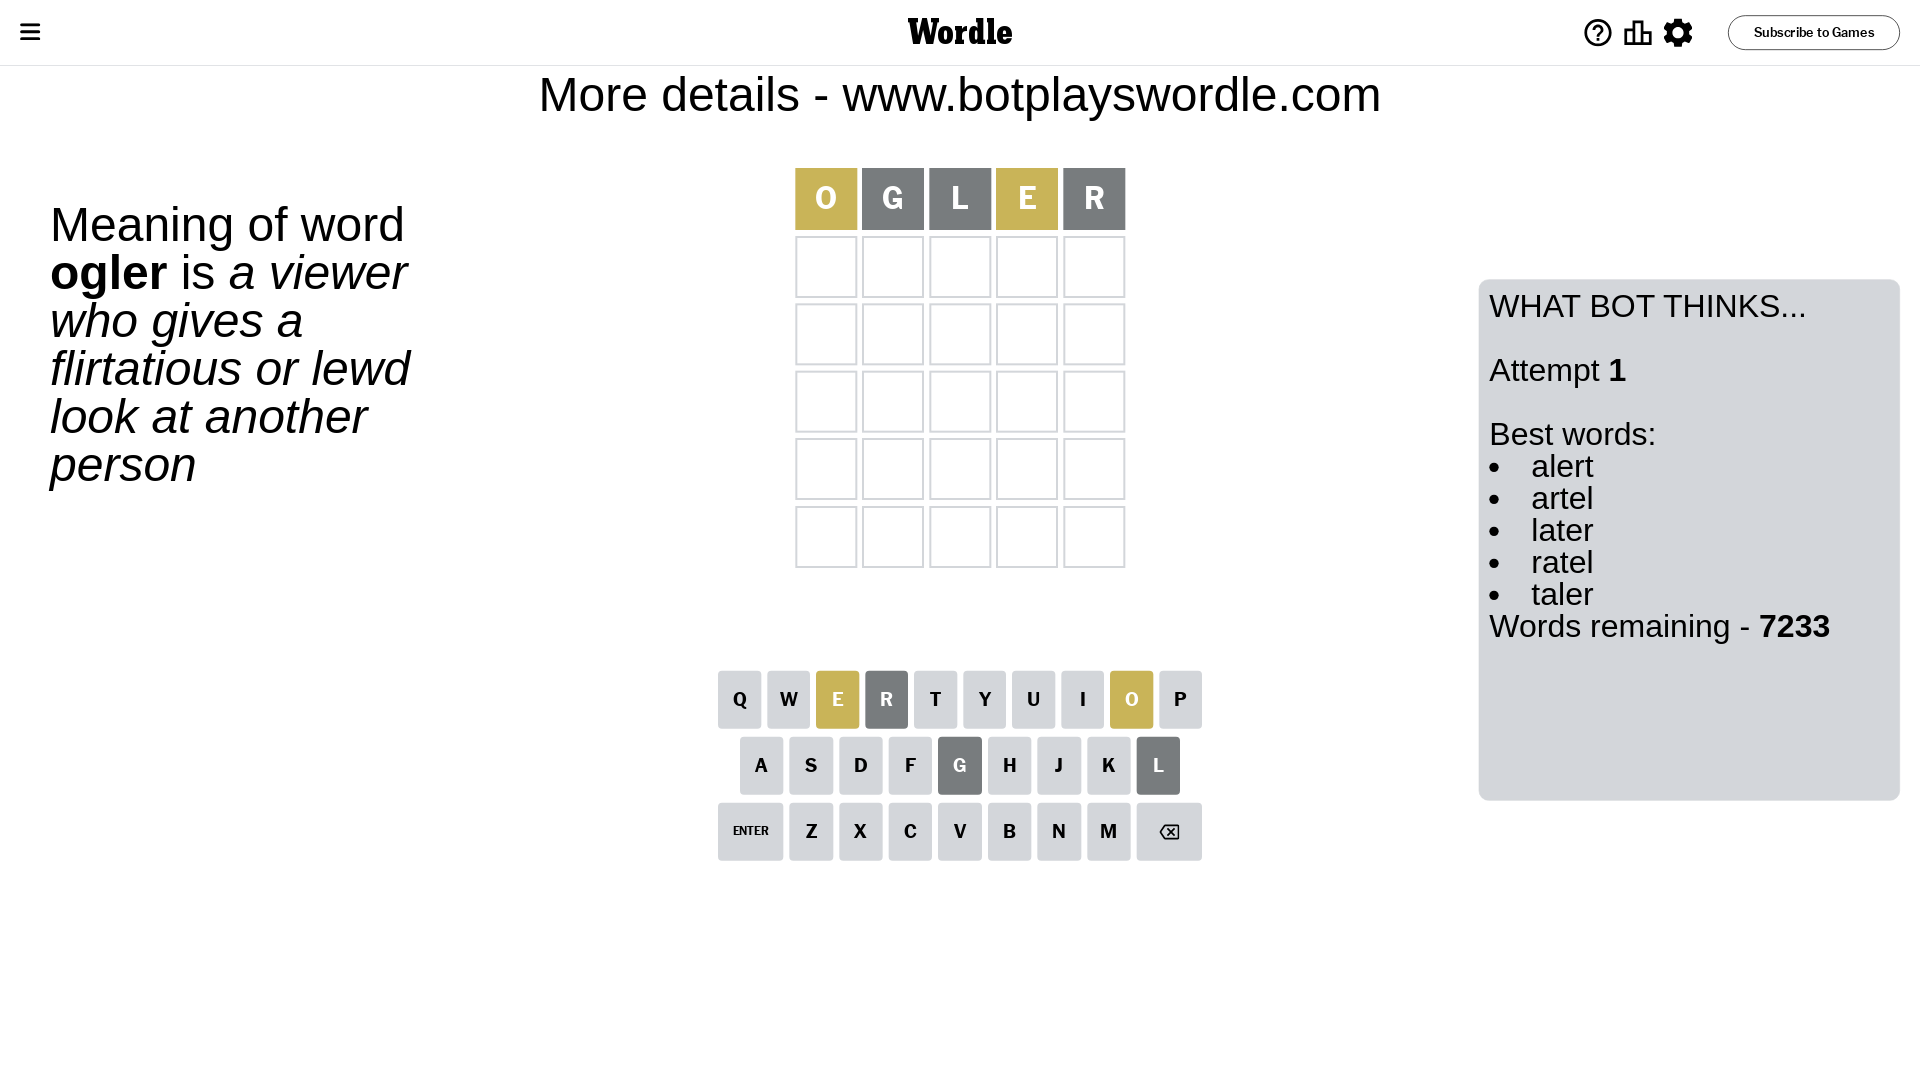 Wordle
Subscribe to Games
More details - www.botplayswordle.com
Meaning of word
ogler is a viewer
who gives a
flirtatious or lewd
look at another
person
O G L E R
WHAT BOT THINKS...
Attempt 1
Best words:
• alert
• artel
• later
• ratel
• taler
Words remaining - 7233
Q W E R T Y U I O P
A S D F G H J K L
ENTER Z X C V B N M